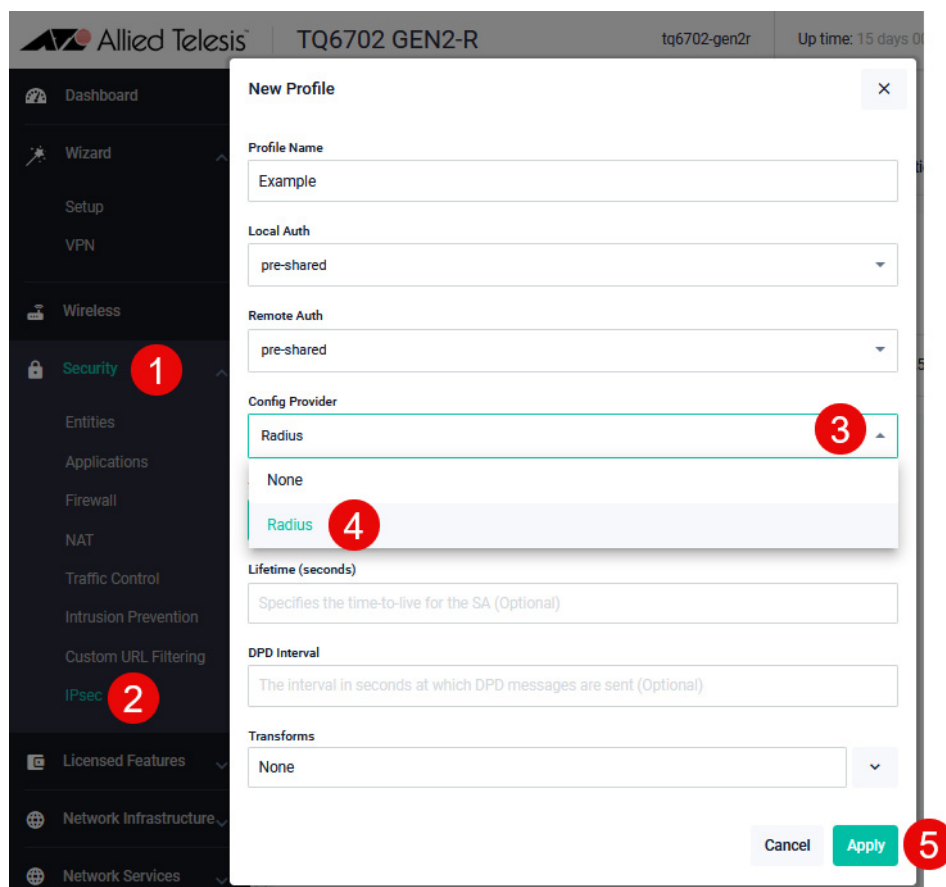 Allied Telesis TQ6702 GEN2-R tq6702-gen2r Up time: 15 days 0
Dashboard
Wizard
Setup
VPN
Wireless
Security 1
Entities
Applications
Firewall
NAT
Traffic Control
Intrusion Prevention
Custom URL Filtering
IPsec 2
Licensed Features
Network Infrastructure
Network Services
New Profile
Profile Name
Example
Local Auth
pre-shared
Remote Auth
pre-shared
Config Provider
Radius 3
None
Radius 4
Lifetime (seconds)
Specifies the time-to-live for the SA (Optional)
DPD Interval
The interval in seconds at which DPD messages are sent (Optional)
Transforms
None
Cancel Apply 5